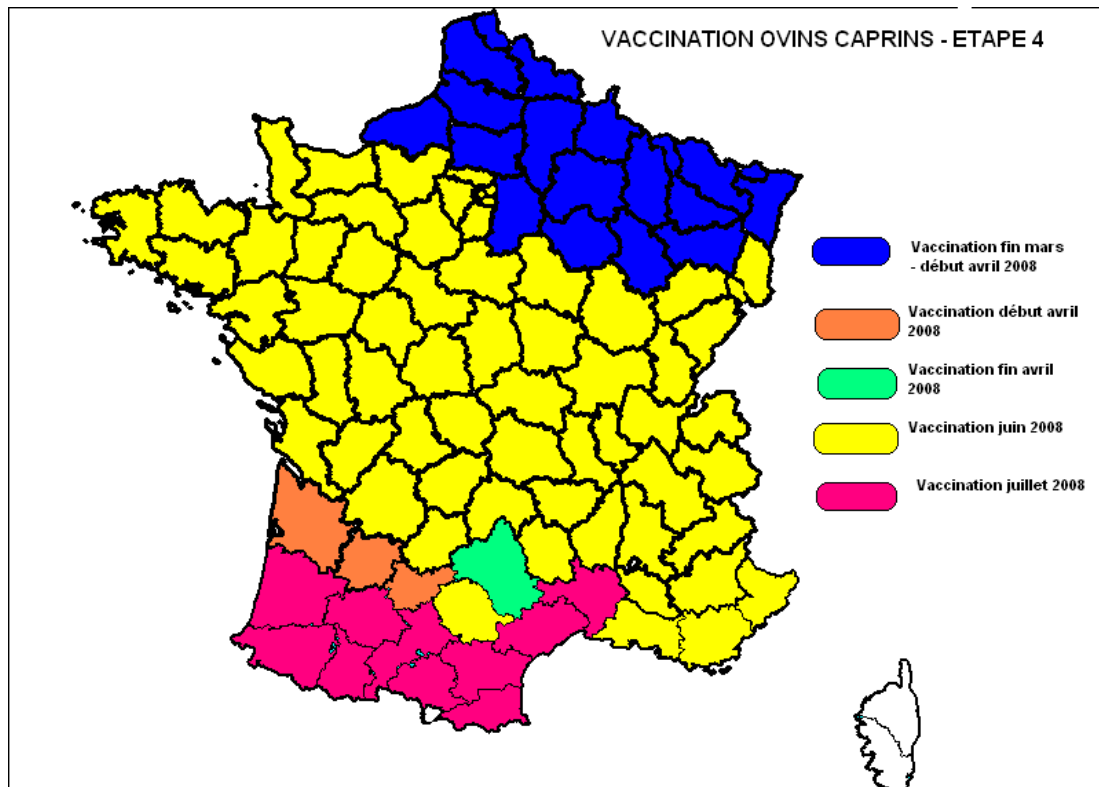 VACCINATION OVINS CAPRINS - ETAPE 4
Vaccination fin mars
- début avril 2008
Vaccination début avril
2008
Vaccination fin avril
2008
Vaccination juin 2008
Vaccination juillet 2008